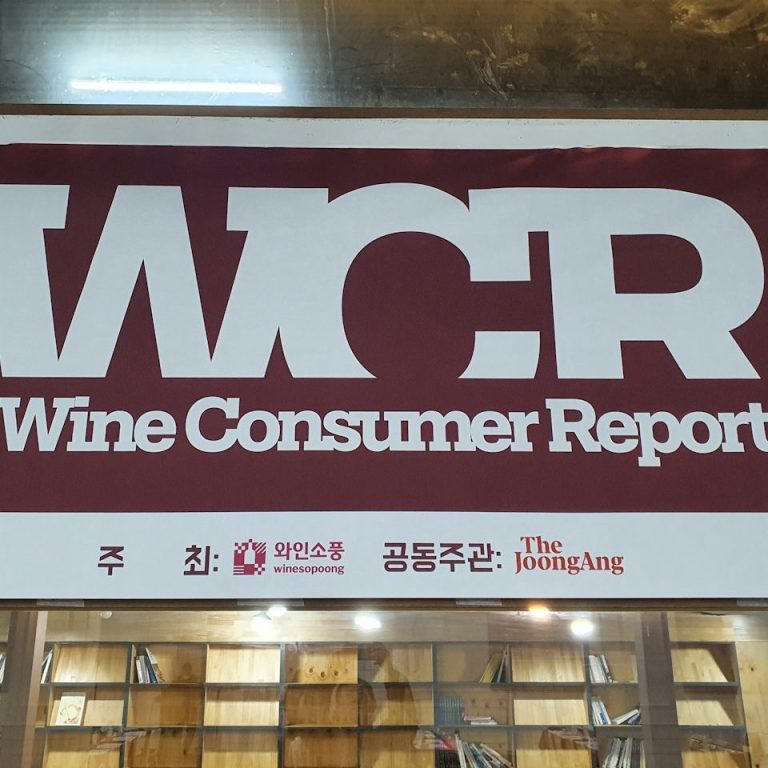 WCR
Wine Consumer Report
주 최: 와인소풍 winesopoong 공동주관: The JoongAng